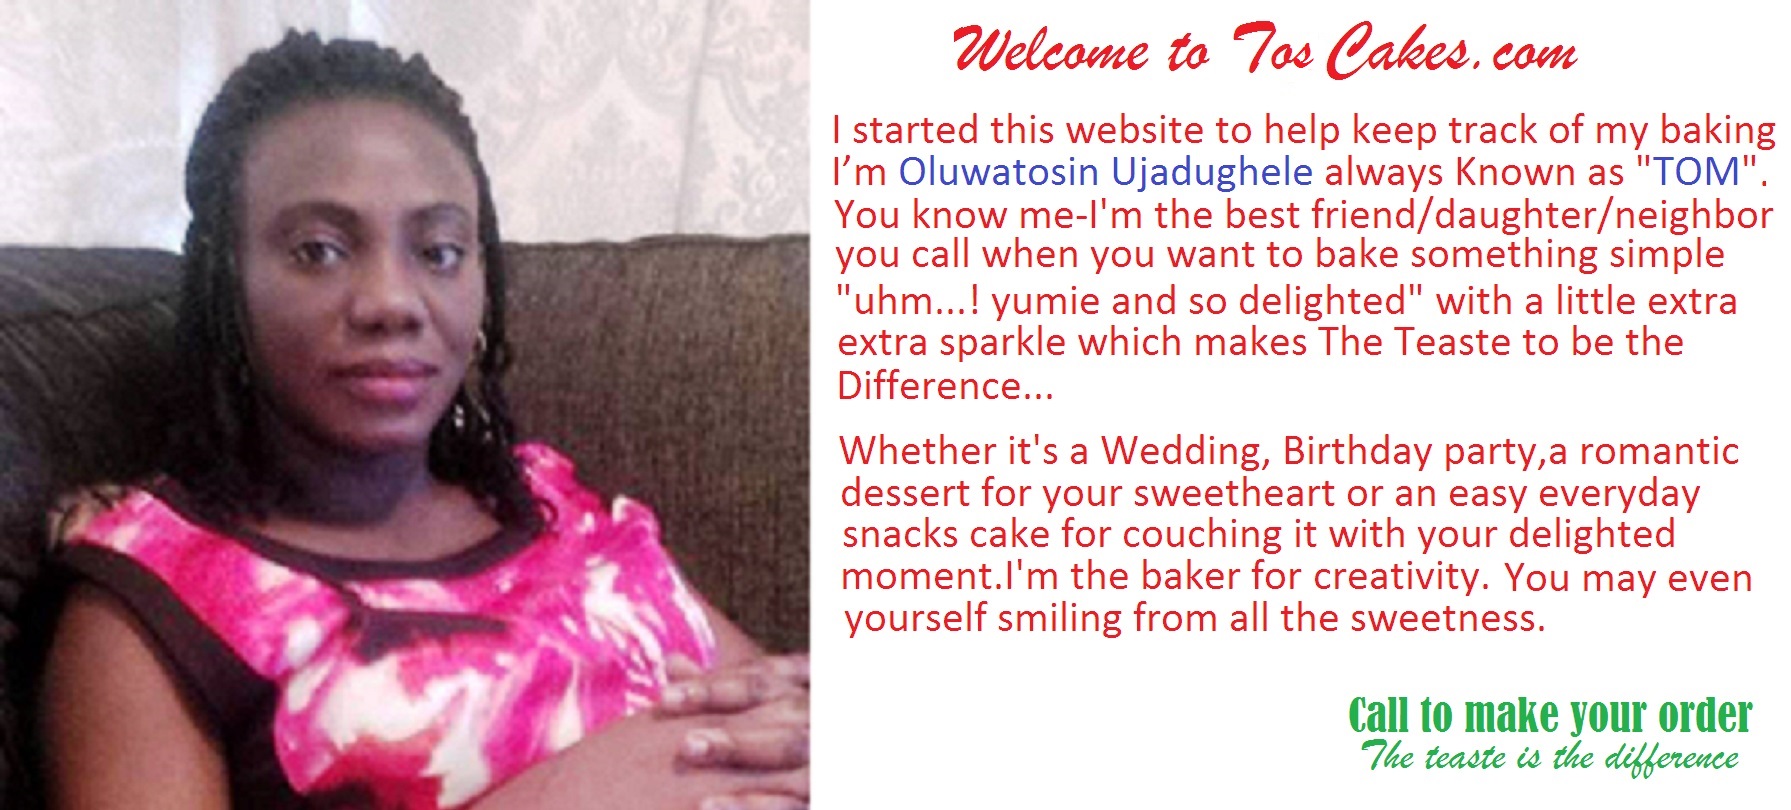 Welcome to Tos Cakes.com
I started this website to help keep track of my baking
I’m Oluwatosin Ujadughele always Known as "TOM".
You know me-I'm the best friend/daughter/neighbor
you call when you want to bake something simple
"uhm...! yumie and so delighted" with a little extra
extra sparkle which makes The Teaste to be the
Difference...
Whether it's a Wedding, Birthday party,a romantic
dessert for your sweetheart or an easy everyday
snacks cake for couching it with your delighted
moment.I'm the baker for creativity. You may even
yourself smiling from all the sweetness.
Call to make your order
The teaste is the difference